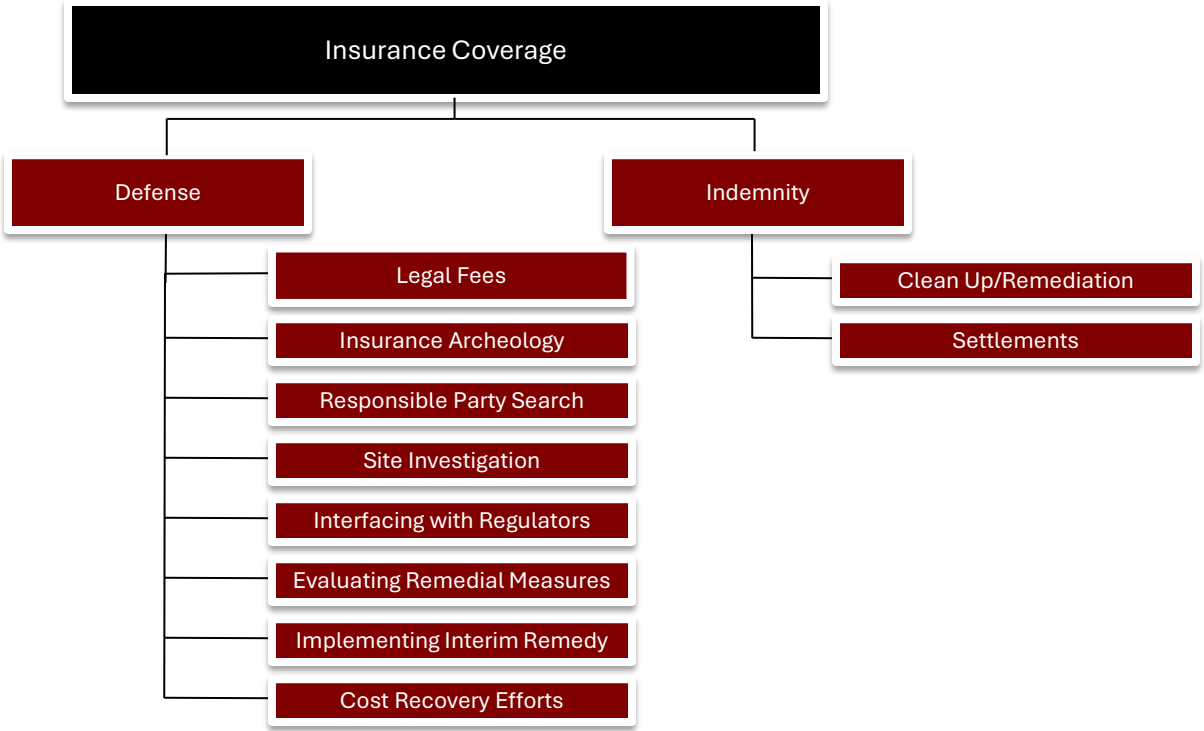 Insurance Coverage
Defense
Indemnity
Legal Fees
Insurance Archeology
Responsible Party Search
Site Investigation
Interfacing with Regulators
Evaluating Remedial Measures
Implementing Interim Remedy
Cost Recovery Efforts
Clean Up/Remediation
Settlements